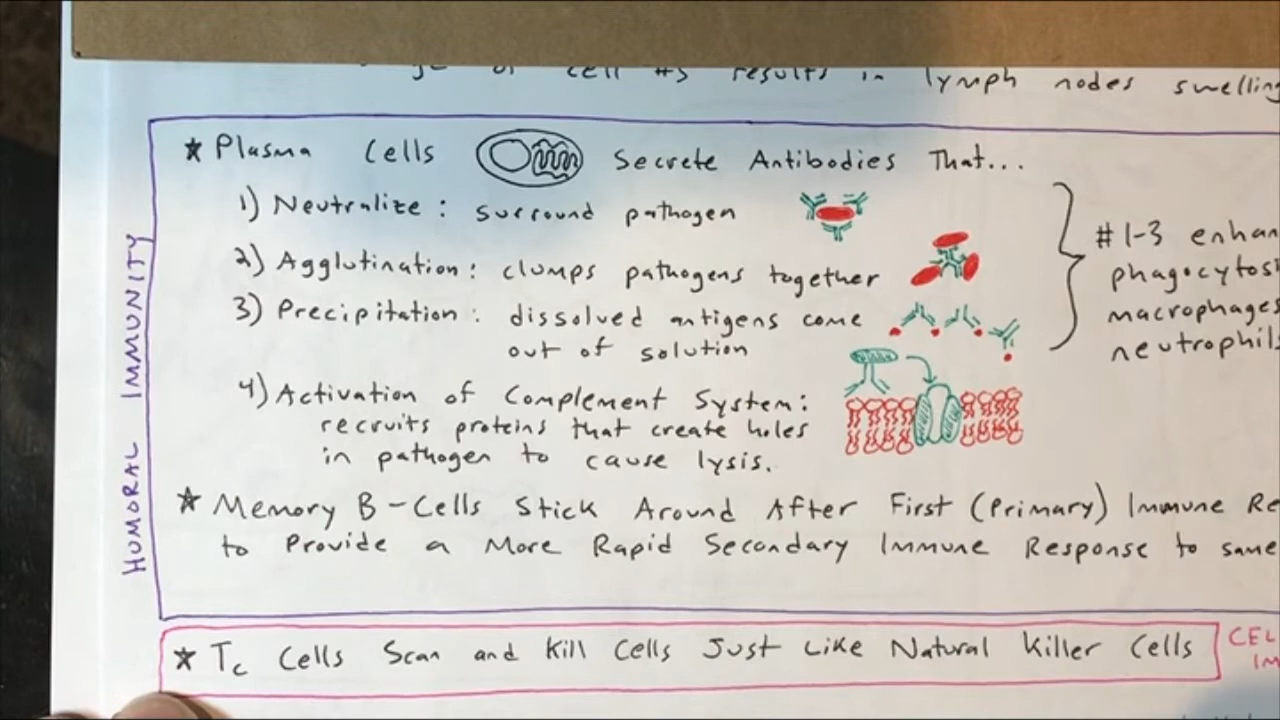 of cell #s results in lymph nodes swelling
★ Plasma Cells Secrete Antibodies That...
1) Neutralize: surround pathogen
2) Agglutination: clumps pathogens together
3) Precipitation: dissolved antigens come
out of solution
#1-3 enhan
phagocytosi
macrophages
neutrophils
4) Activation of Complement System:
recruits proteins that create holes
in pathogen to cause lysis.
★ Memory B-Cells Stick Around After First (Primary) Immune Re
to Provide a More Rapid Secondary Immune Response to same
HUMORAL IMMUNITY
★ Tc Cells Scan and Kill Cells Just Like Natural Killer Cells
CEL
IM